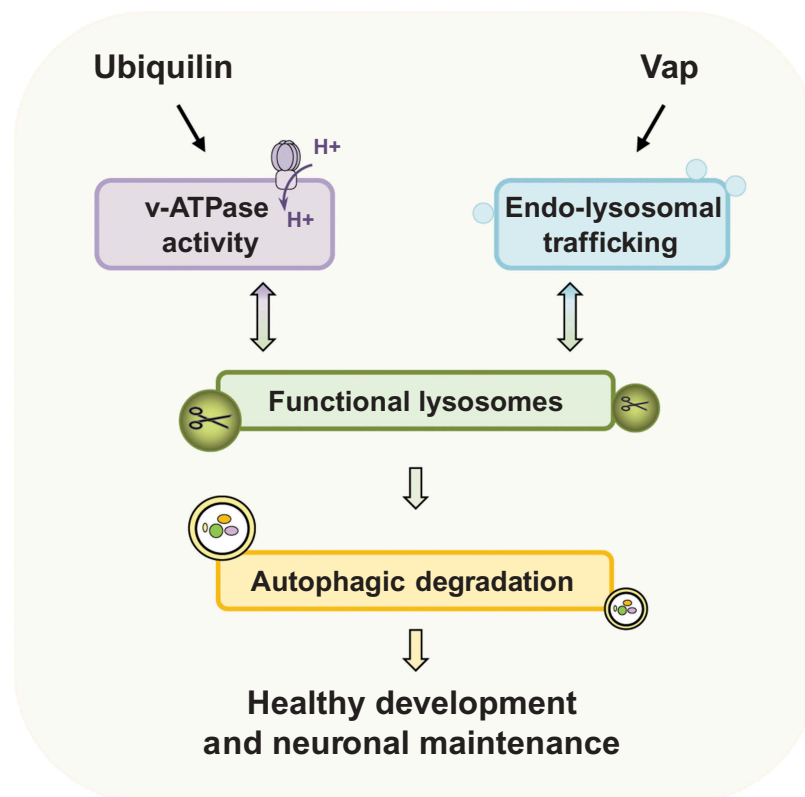 Ubiquilin
Vap
H+
v-ATPase
activity
H+
Endo-lysosomal
trafficking
Functional lysosomes
Autophagic degradation
Healthy development
and neuronal maintenance